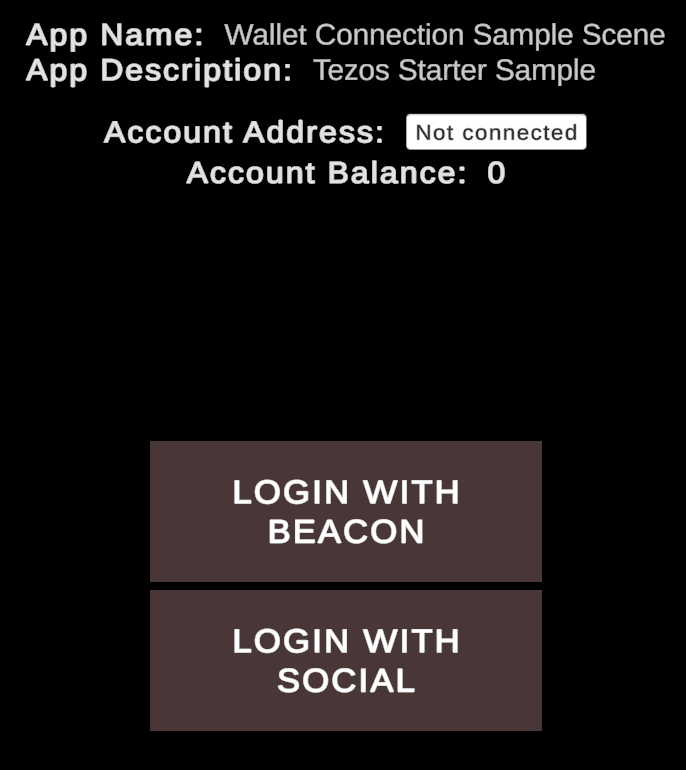 App Name: Wallet Connection Sample Scene
App Description: Tezos Starter Sample
Account Address: Not connected
Account Balance: 0
LOGIN WITH
BEACON
LOGIN WITH
SOCIAL